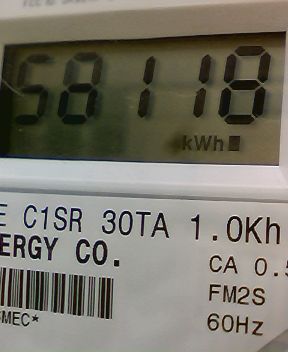 58118
kWh
E C1SR 30TA 1.0Kh
ERGY CO.
CA 0.5
FM2S
MEC*
60Hz